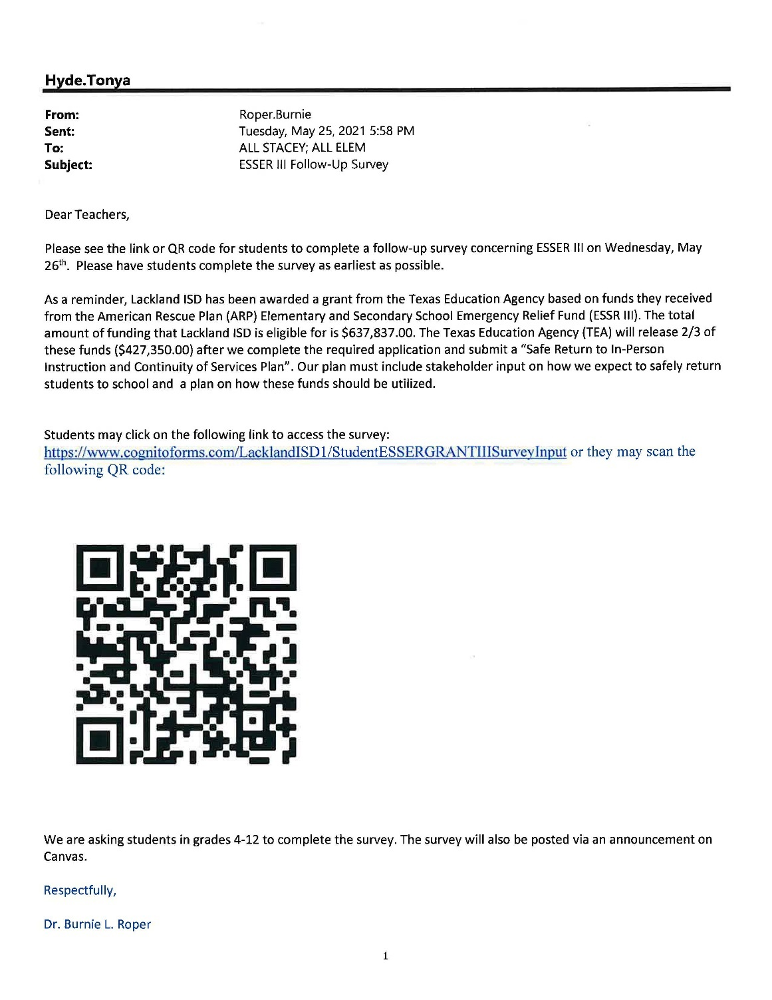 Hyde.Tonya
From: Roper.Burnie
Sent: Tuesday, May 25, 2021 5:58 PM
To: ALL STACEY; ALL ELEM
Subject: ESSER III Follow-Up Survey
Dear Teachers,
Please see the link or QR code for students to complete a follow-up survey concerning ESSER III on Wednesday, May
26th. Please have students complete the survey as earliest as possible.
As a reminder, Lackland ISD has been awarded a grant from the Texas Education Agency based on funds they received
from the American Rescue Plan (ARP) Elementary and Secondary School Emergency Relief Fund (ESSR III). The total
amount of funding that Lackland ISD is eligible for is $637,837.00. The Texas Education Agency (TEA) will release 2/3 of
these funds ($427,350.00) after we complete the required application and submit a “Safe Return to In-Person
Instruction and Continuity of Services Plan”. Our plan must include stakeholder input on how we expect to safely return
students to school and a plan on how these funds should be utilized.
Students may click on the following link to access the survey:
https://www.cognitoforms.com/LacklandISD1/StudentESSERGRANTIIISurveyInput or they may scan the
following QR code:
We are asking students in grades 4-12 to complete the survey. The survey will also be posted via an announcement on
Canvas.
Respectfully,
Dr. Burnie L. Roper
1